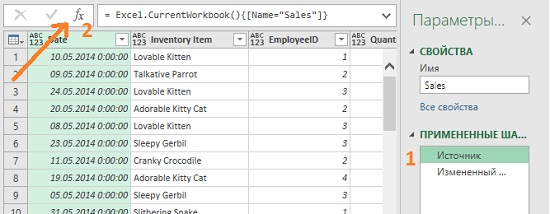 fx 2 = Excel.CurrentWorkbook(){[Name="Sales"]}
ABC 123 Date ABC 123 Inventory Item ABC 123 EmployeeID ABC 123 Quant
1 10.05.2014 0:00:00 Lovable Kitten 1
2 09.05.2014 0:00:00 Talkative Parrot 2
3 24.05.2014 0:00:00 Lovable Kitten 1
4 20.05.2014 0:00:00 Adorable Kitty Cat 2
5 08.05.2014 0:00:00 Lovable Kitten 3
6 23.05.2014 0:00:00 Sleepy Gerbil 3
7 11.05.2014 0:00:00 Cranky Crocodile 2
8 19.05.2014 0:00:00 Adorable Kitty Cat 4
9 05.05.2014 0:00:00 Sleepy Gerbil 3
10 31.05.2014 0:00:00 Slithering Snake 1
Параметры...
СВОЙСТВА
Имя
Sales
Все свойства
ПРИМЕНЕННЫЕ ША...
1 Источник
Измененный ...